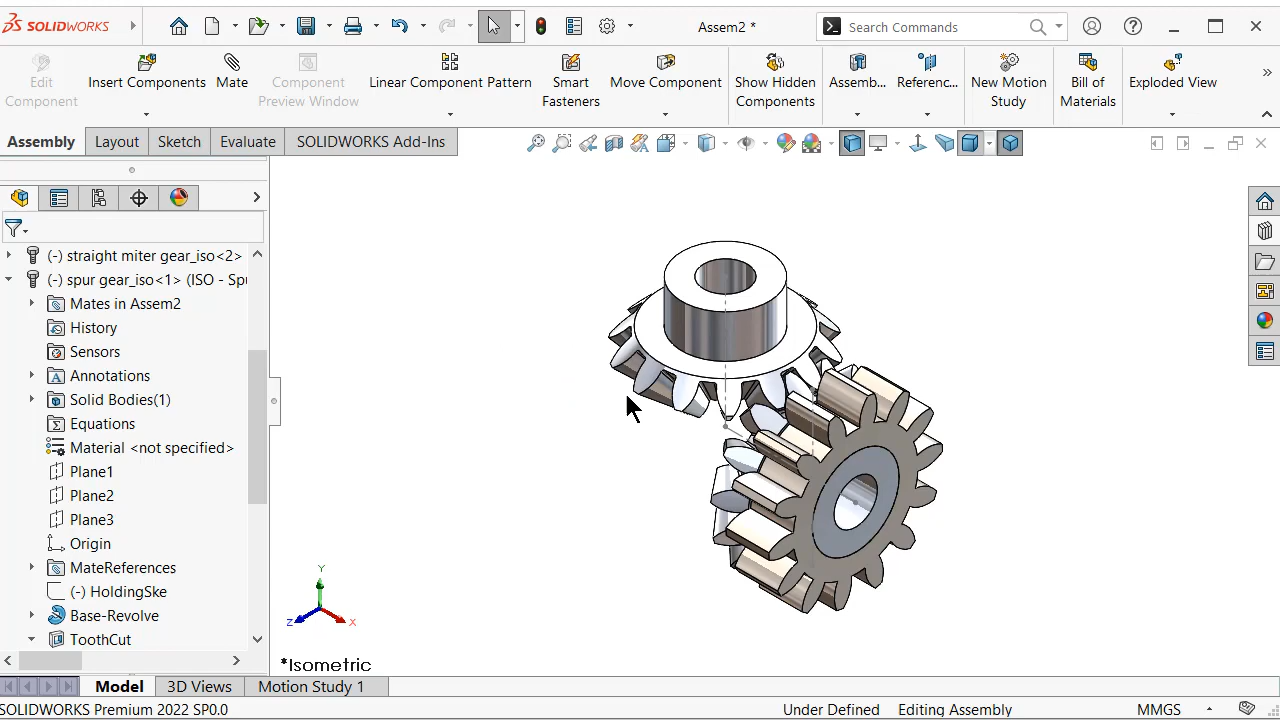 SOLIDWORKS
Assem2 *
Search Commands
Edit
Component
Insert Components
Mate
Component
Preview Window
Linear Component Pattern
Smart
Fasteners
Move Component
Show Hidden
Components
Assemb...
Referenc...
New Motion
Study
Bill of
Materials
Exploded View
Assembly
Layout
Sketch
Evaluate
SOLIDWORKS Add-Ins
(-) straight miter gear_iso<2>
(-) spur gear_iso<1> (ISO - Spu
Mates in Assem2
History
Sensors
Annotations
Solid Bodies(1)
Equations
Material <not specified>
Plane1
Plane2
Plane3
Origin
MateReferences
(-) HoldingSke
Base-Revolve
ToothCut
Y
Z
X
*Isometric
Model
3D Views
Motion Study 1
SOLIDWORKS Premium 2022 SP0.0
Under Defined
Editing Assembly
MMGS